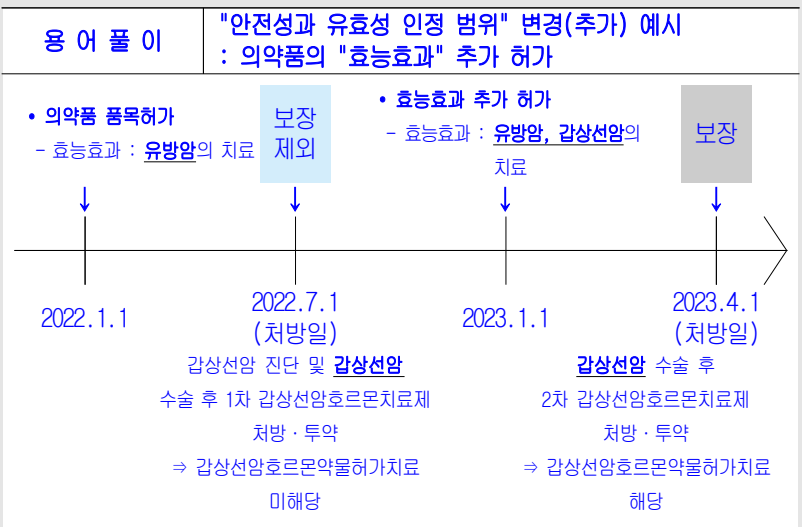 용 어 풀 이
"안전성과 유효성 인정 범위" 변경(추가) 예시
: 의약품의 "효능효과" 추가 허가
• 의약품 품목허가
- 효능효과 : 유방암의 치료
보장
제외
• 효능효과 추가 허가
- 효능효과 : 유방암, 갑상선암의
치료
보장
2022.1.1
2022.7.1
(처방일)
2023.1.1
2023.4.1
(처방일)
갑상선암 진단 및 갑상선암
수술 후 1차 갑상선암호르몬치료제
처방·투약
⇒ 갑상선암호르몬약물허가치료
미해당
갑상선암 수술 후
2차 갑상선암호르몬치료제
처방·투약
⇒ 갑상선암호르몬약물허가치료
해당